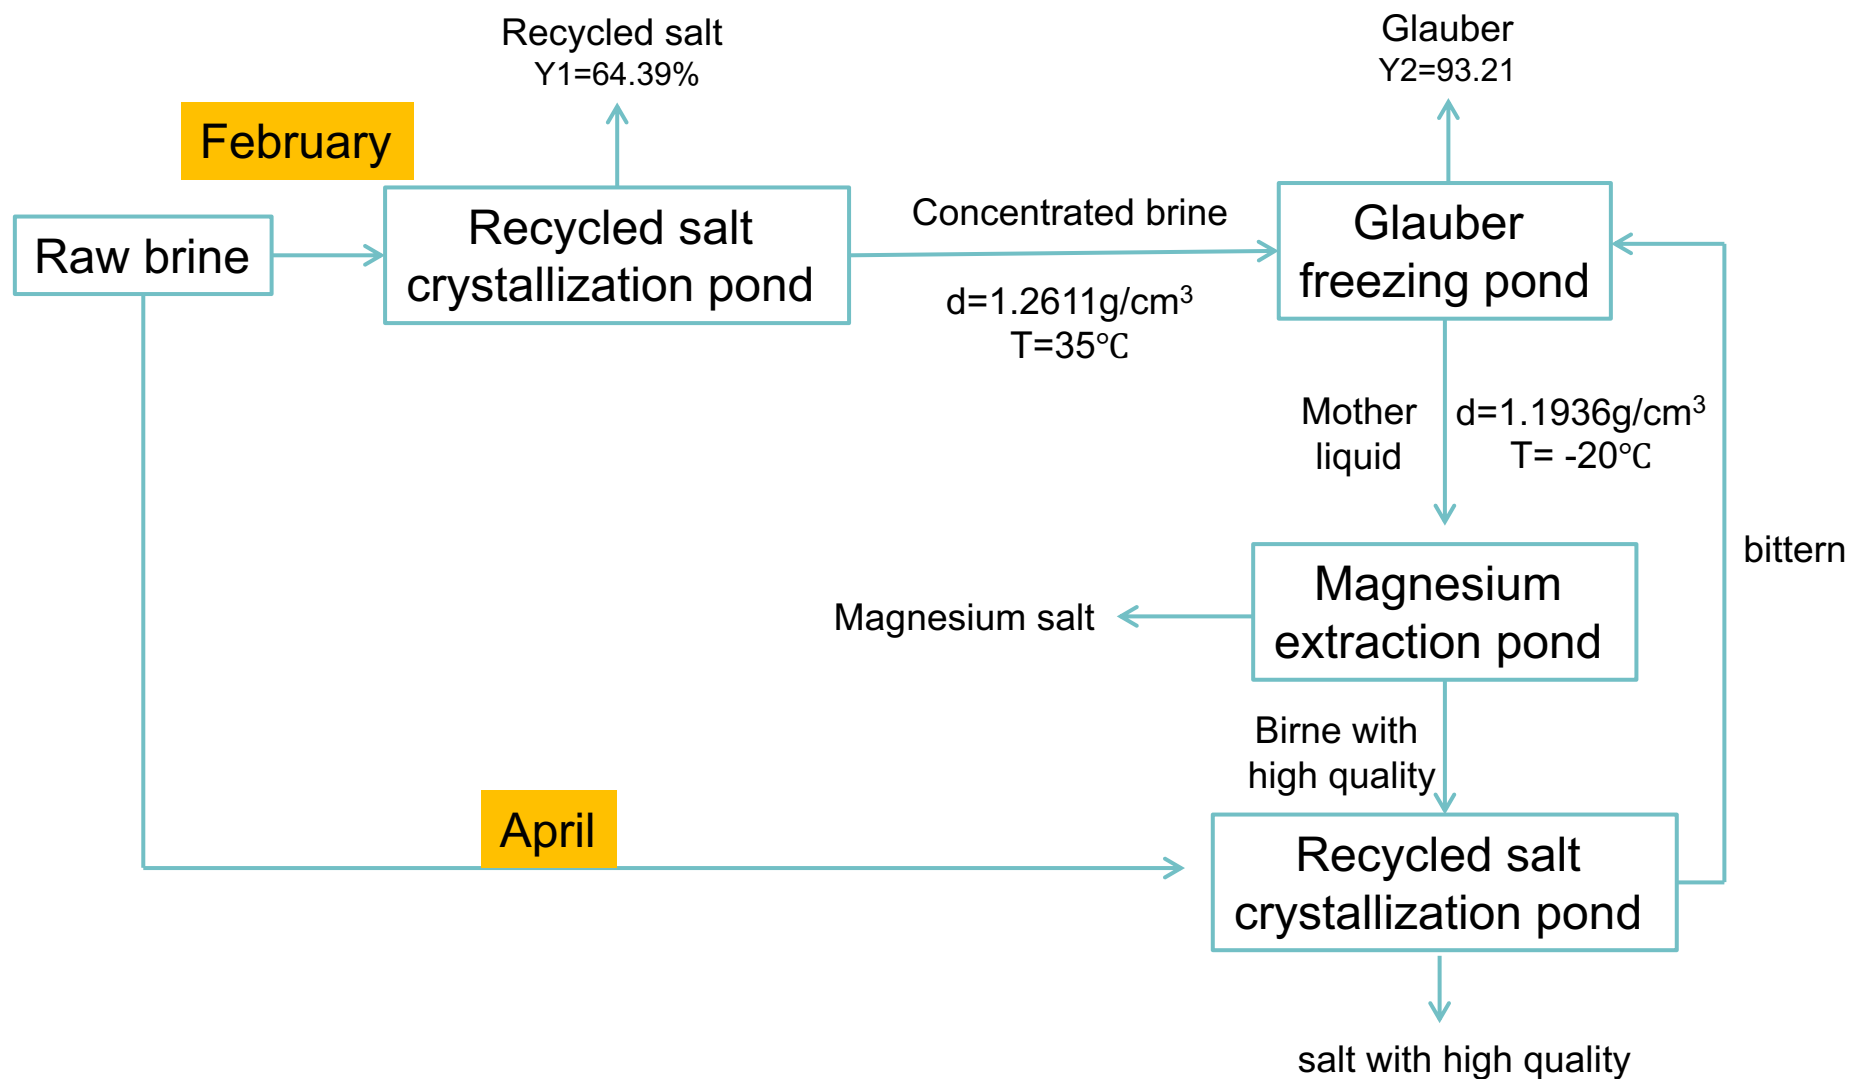 Recycled salt
Y1=64.39%
Glauber
Y2=93.21
February
Raw brine
Recycled salt
crystallization pond
Concentrated brine
d=1.2611g/cm³
T=35℃
Glauber
freezing pond
Mother
liquid
d=1.1936g/cm³
T= -20℃
bittern
Magnesium salt
Magnesium
extraction pond
Birne with
high quality
April
Recycled salt
crystallization pond
salt with high quality